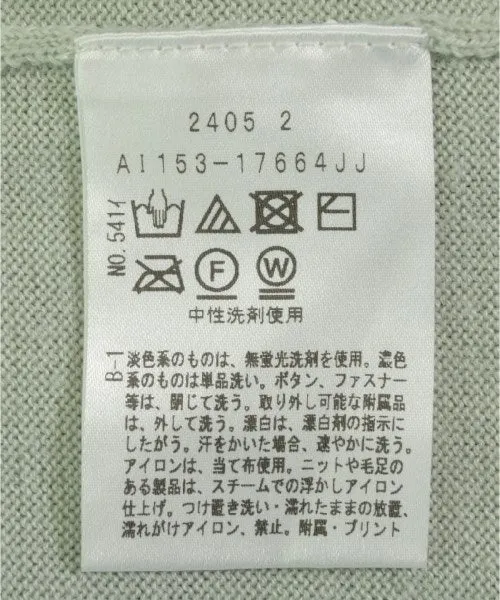 2405 2
AI153-17664JJ
NO.5414
F
W
中性洗剤使用
B-1
淡色系のものは、無蛍光洗剤を使用。濃色
系のものは単品洗い。ボタン、ファスナー
等は、閉じて洗う。取り外し可能な附属品
は、外して洗う。漂白は、漂白剤の指示に
したがう。汗をかいた場合、速やかに洗う。
アイロンは、当て布使用。ニットや毛足の
ある製品は、スチームでの浮かしアイロン
仕上げ。つけ置き洗い・濡れたままの放置、
濡れがけアイロン、禁止。附属・プリント